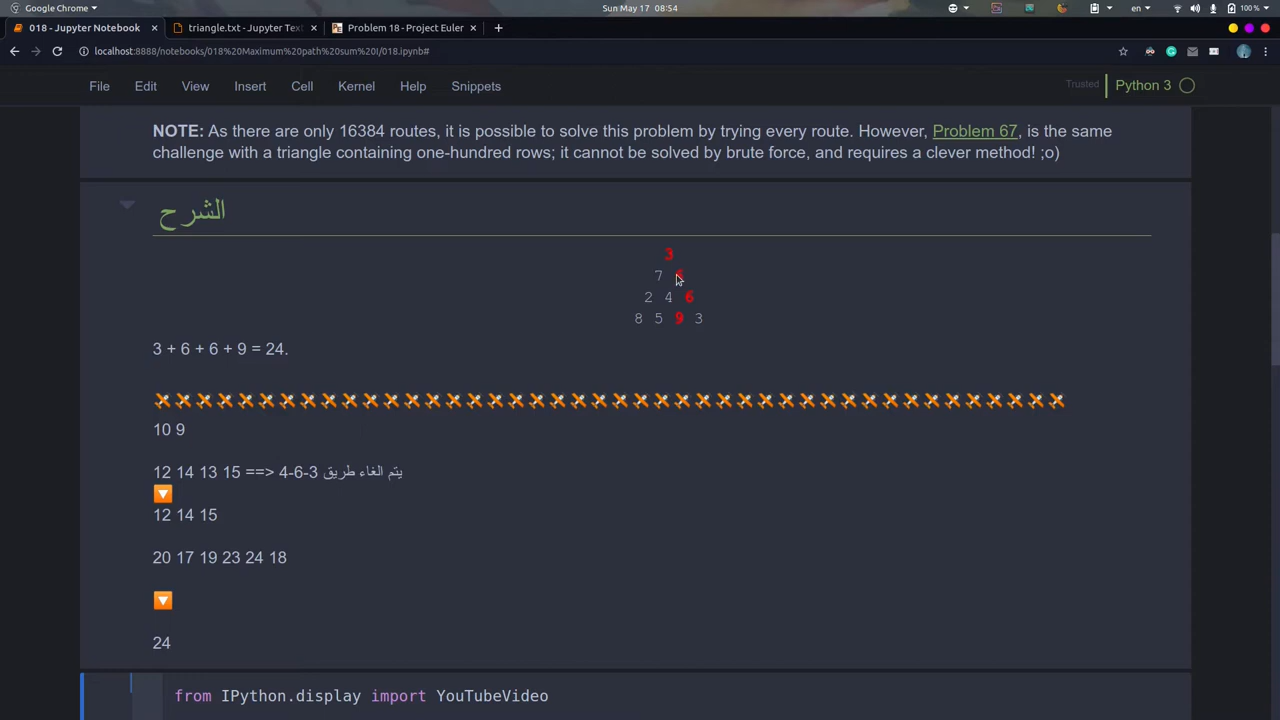 Google Chrome
Sun May 17 08:54
en
100 %
018 - Jupyter Notebook
triangle.txt - Jupyter Text
Problem 18 - Project Euler
localhost:8888/notebooks/018%20Maximum%20path%20sum%20I/018.ipynb#
File Edit View Insert Cell Kernel Help Snippets
Trusted
Python 3
NOTE: As there are only 16384 routes, it is possible to solve this problem by trying every route. However, Problem 67, is the same
challenge with a triangle containing one-hundred rows; it cannot be solved by brute force, and requires a clever method! ;o)
الشرح
3
7
2 4 6
8 5 9 3
3 + 6 + 6 + 9 = 24.
10 9
12 14 13 15 ==> 4-6-3 يتم الغاء طريق
12 14 15
20 17 19 23 24 18
24
from IPython.display import YouTubeVideo